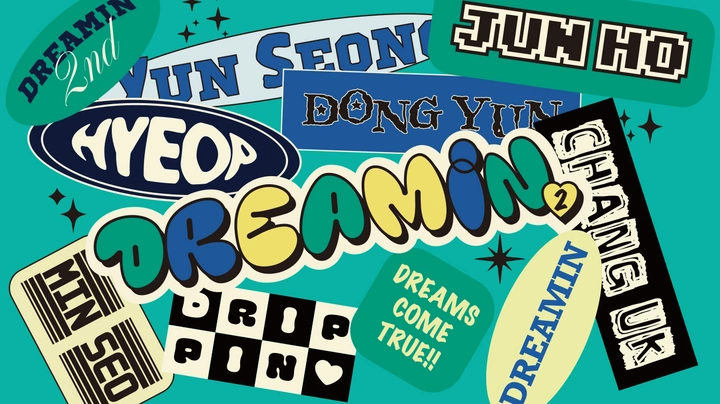 DREAMIN
2nd
YUN SEONG
JUN HO
DONG YUN
HYEOP
CHANG UK
DREAMIN
2
MIN SEO
DRIP
PIN
DREAMS
COME
TRUE!!
DREAMIN